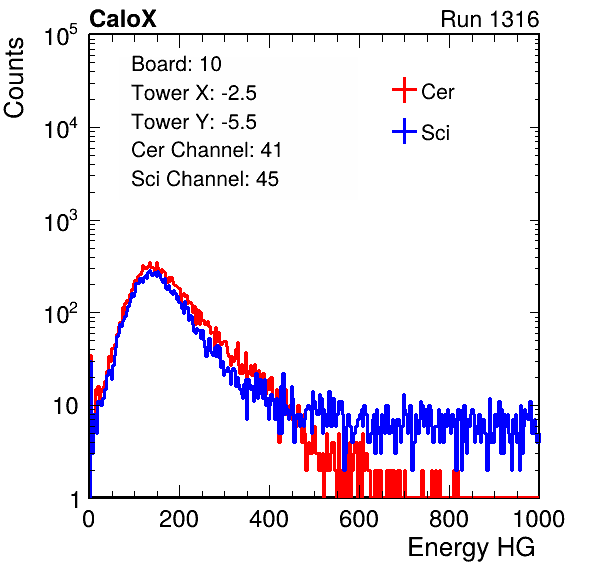 CaloX Run 1316
Counts
10^5
10^4
10^3
10^2
10
1
Board: 10
Tower X: -2.5
Tower Y: -5.5
Cer Channel: 41
Sci Channel: 45
Cer
Sci
0 200 400 600 800 1000
Energy HG